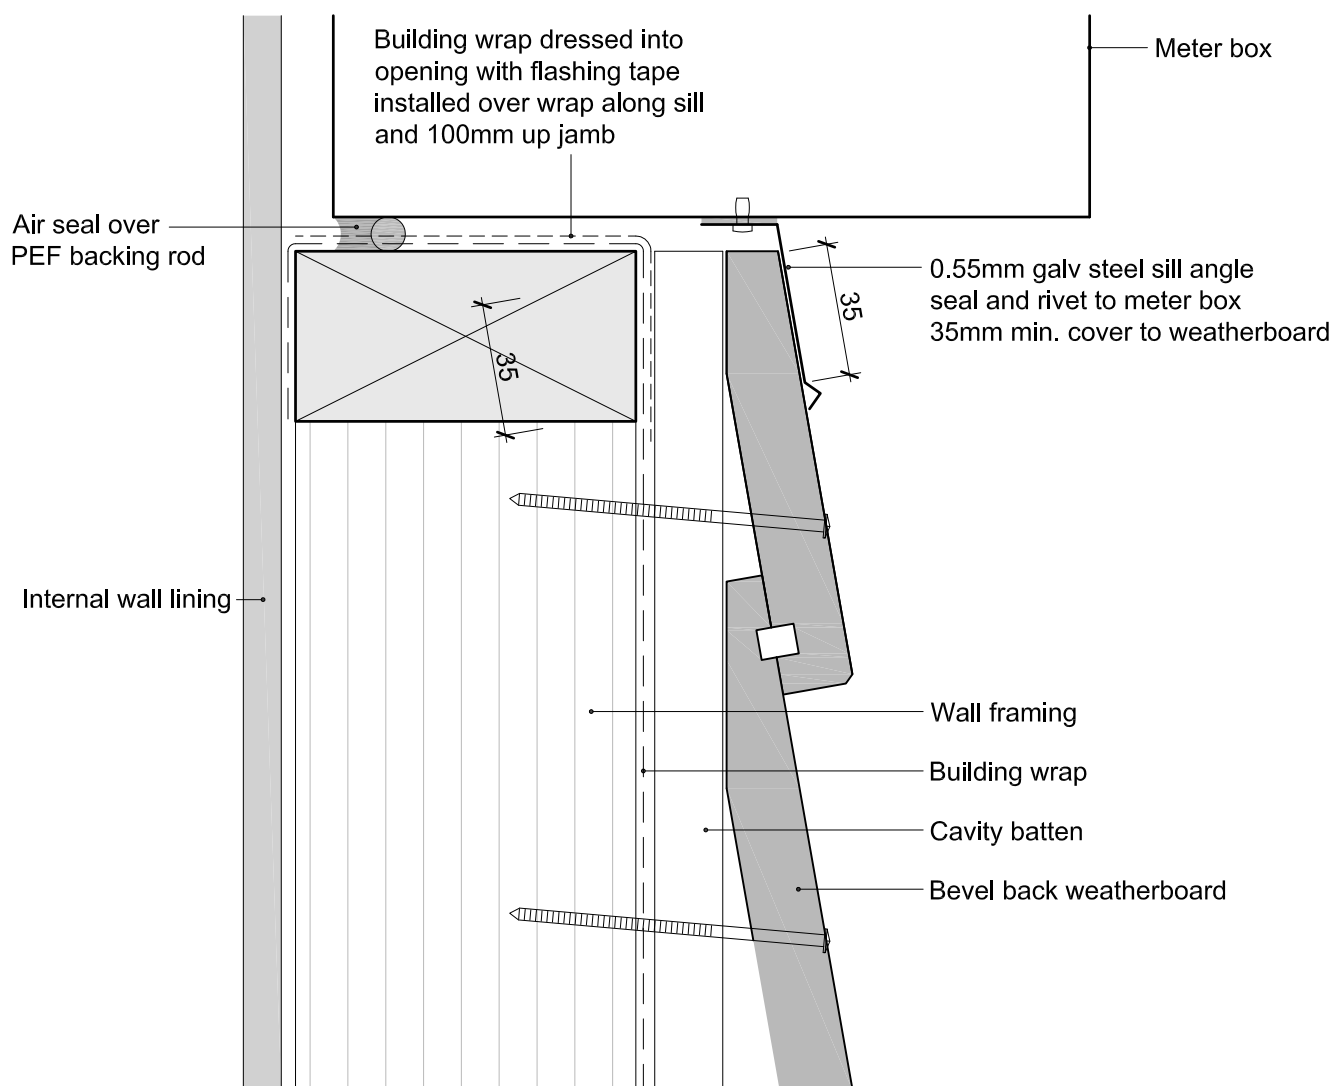 Building wrap dressed into
opening with flashing tape
installed over wrap along sill
and 100mm up jamb
Meter box
Air seal over
PEF backing rod
0.55mm galv steel sill angle
seal and rivet to meter box
35mm min. cover to weatherboard
35
35
Internal wall lining
Wall framing
Building wrap
Cavity batten
Bevel back weatherboard